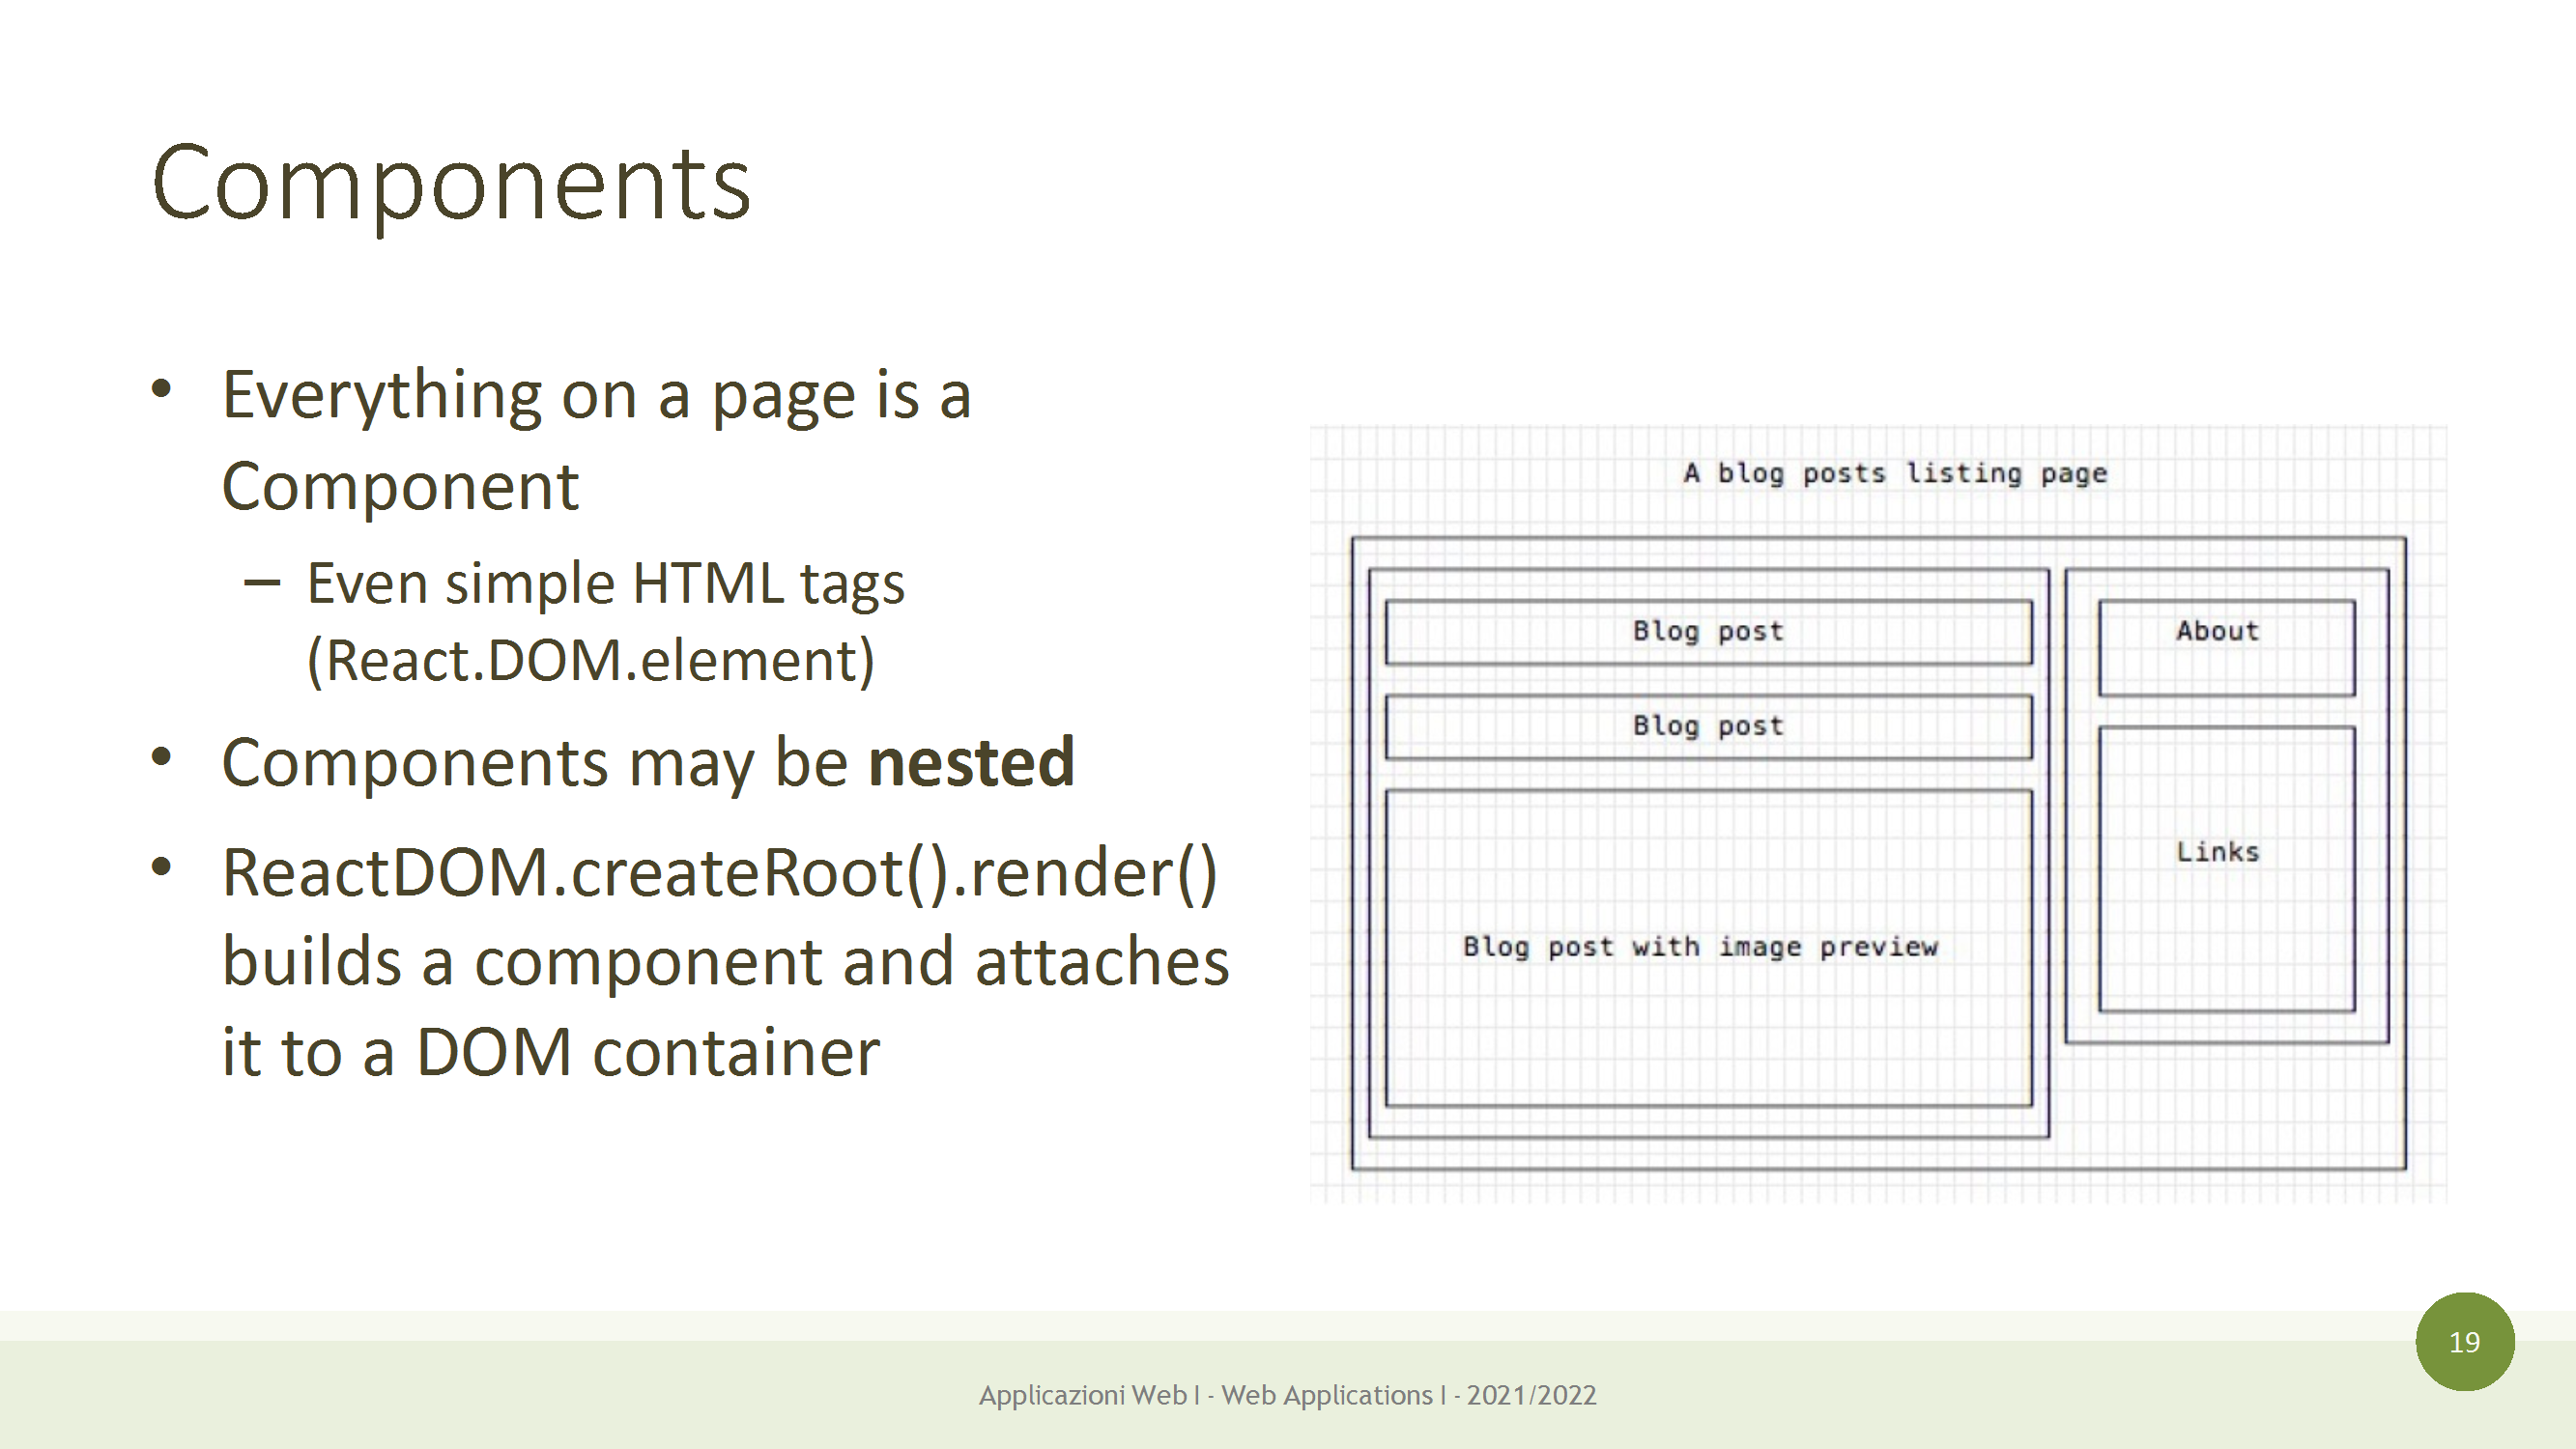 Components
• Everything on a page is a
Component
– Even simple HTML tags
(React.DOM.element)
• Components may be nested
• ReactDOM.createRoot().render()
builds a component and attaches
it to a DOM container
A blog posts listing page
Blog post
Blog post
Blog post with image preview
About
Links
19
Applicazioni Web I - Web Applications I - 2021/2022